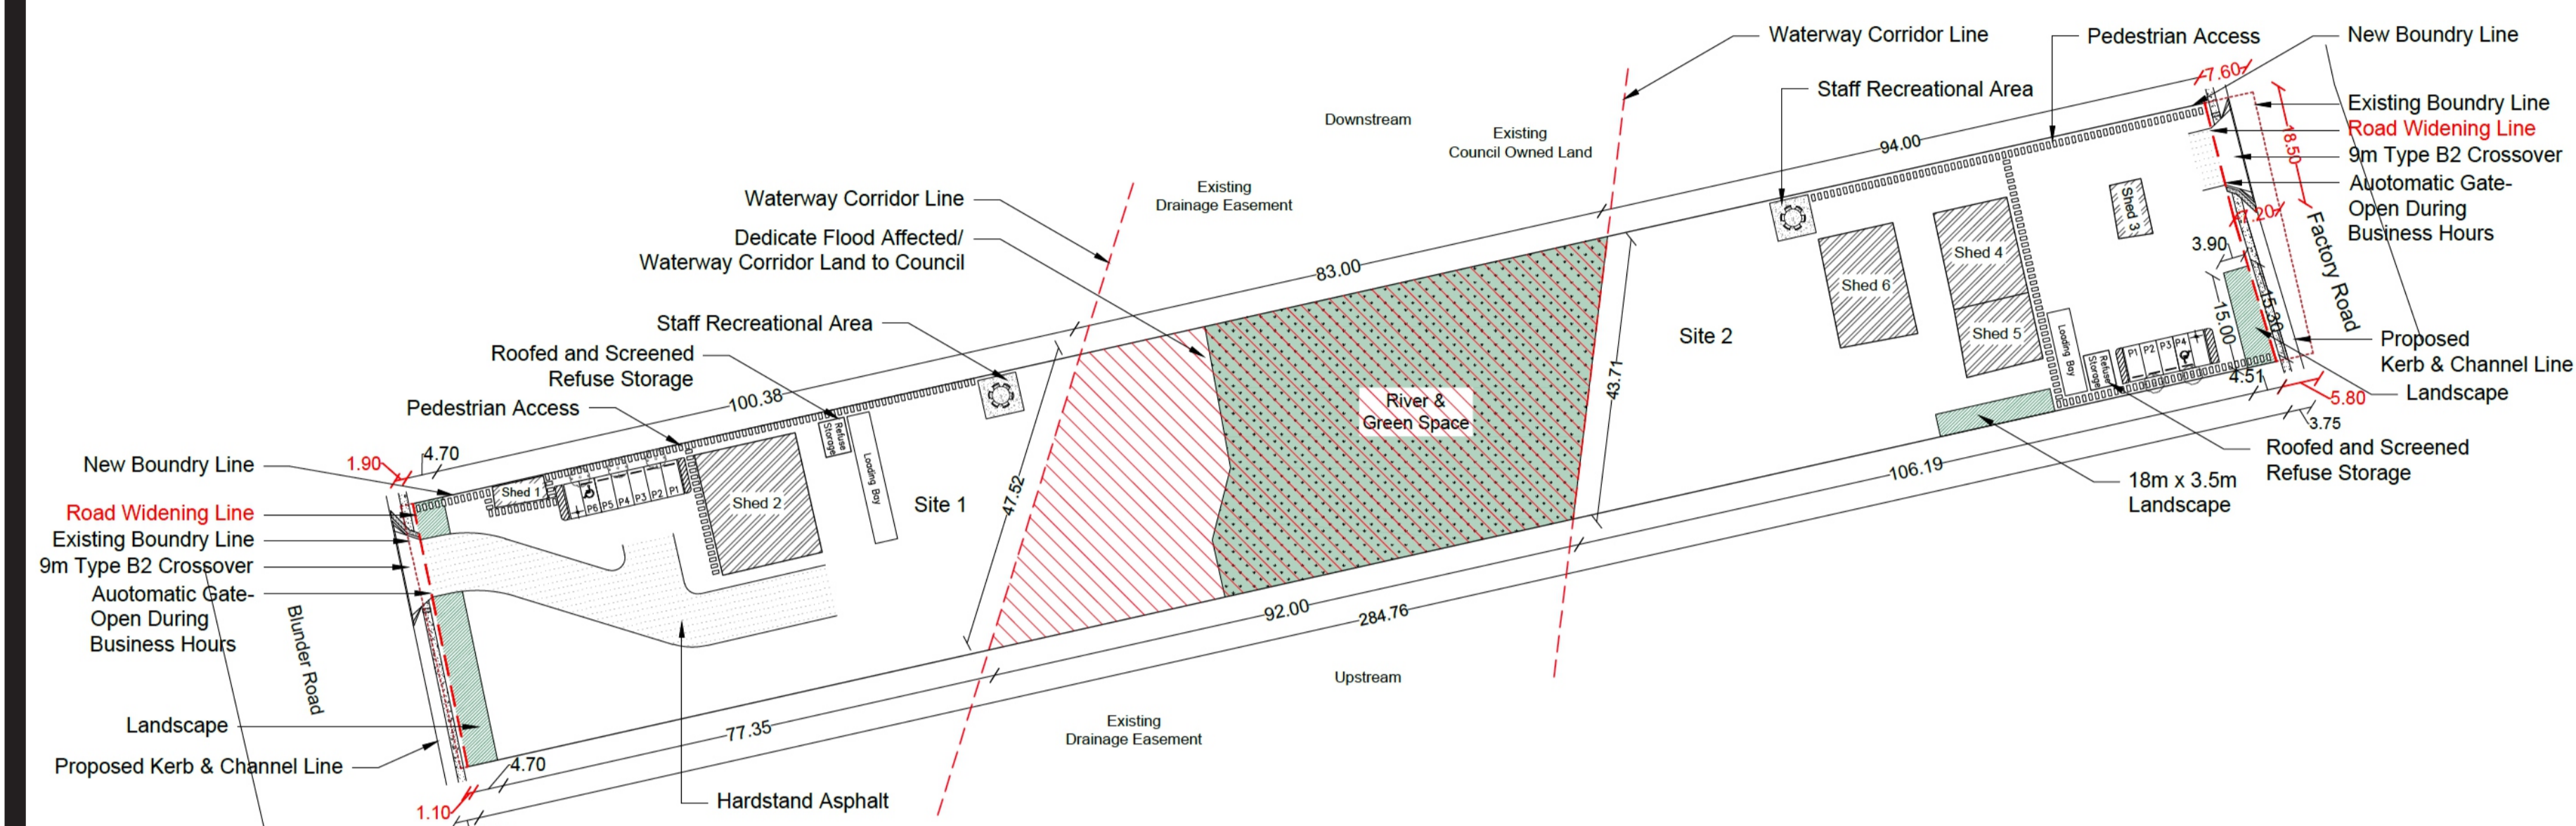 Waterway Corridor Line
Pedestrian Access
New Boundry Line
7.60
Staff Recreational Area
Existing Boundry Line
Road Widening Line
9m Type B2 Crossover
Auotomatic Gate-
Open During
Business Hours
18.50
7.20
Factory Road
3.90
15.30
15.00
Proposed
Kerb & Channel Line
Landscape
4.51
5.80
3.75
Roofed and Screened
Refuse Storage
18m x 3.5m
Landscape
106.19
94.00
Shed 3
Shed 4
Shed 5
Shed 6
Loading Bay
Refuse
Storage
P1
P2
P3
P4
Site 2
43.71
Downstream
Existing
Council Owned Land
Existing
Drainage Easement
83.00
River &
Green Space
92.00
284.76
Upstream
Existing
Drainage Easement
Waterway Corridor Line
Dedicate Flood Affected/
Waterway Corridor Land to Council
Staff Recreational Area
Roofed and Screened
Refuse Storage
Pedestrian Access
100.38
47.52
Site 1
Refuse
Storage
Loading Bay
Shed 1
Shed 2
P6
P5
P4
P3
P2
P1
New Boundry Line
1.90
4.70
Road Widening Line
Existing Boundry Line
9m Type B2 Crossover
Auotomatic Gate-
Open During
Business Hours
Blunder Road
Landscape
Proposed Kerb & Channel Line
4.70
1.10
77.35
Hardstand Asphalt